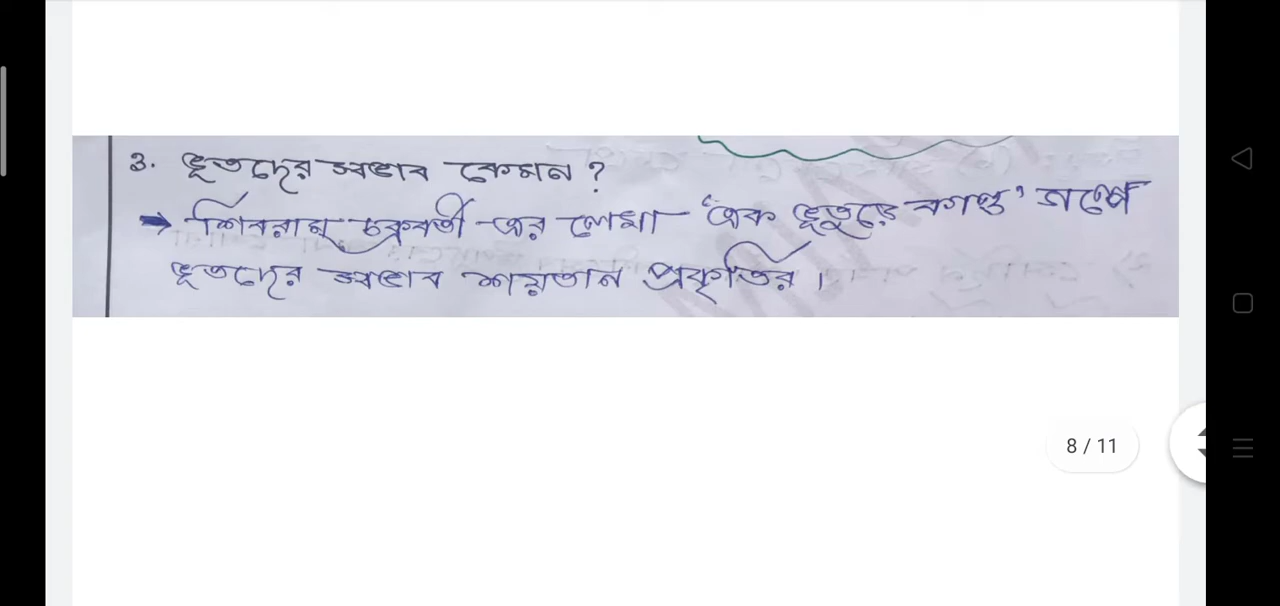 3. ভূতদের স্বভাব কেমন ?
→ শিবরাম চক্রবর্তী -এর লেখা 'এক ভূতুড়ে কাণ্ড' গল্পে
ভূতদের স্বভাব শয়তান প্রকৃতির ।
8 / 11